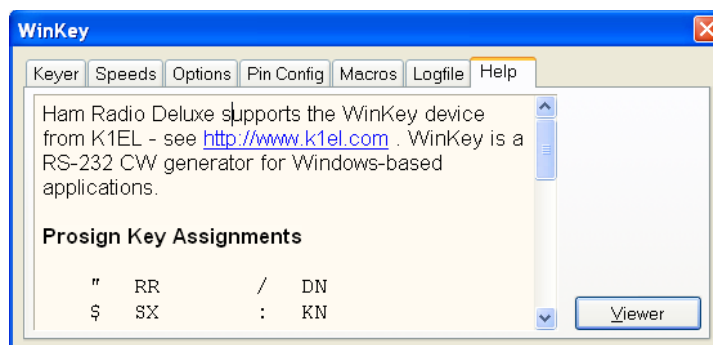 WinKey
Keyer Speeds Options Pin Config Macros Logfile Help
Ham Radio Deluxe supports the WinKey device
from K1EL - see http://www.k1el.com . WinKey is a
RS-232 CW generator for Windows-based
applications.
Prosign Key Assignments
" RR / DN
$ SX : KN
Viewer